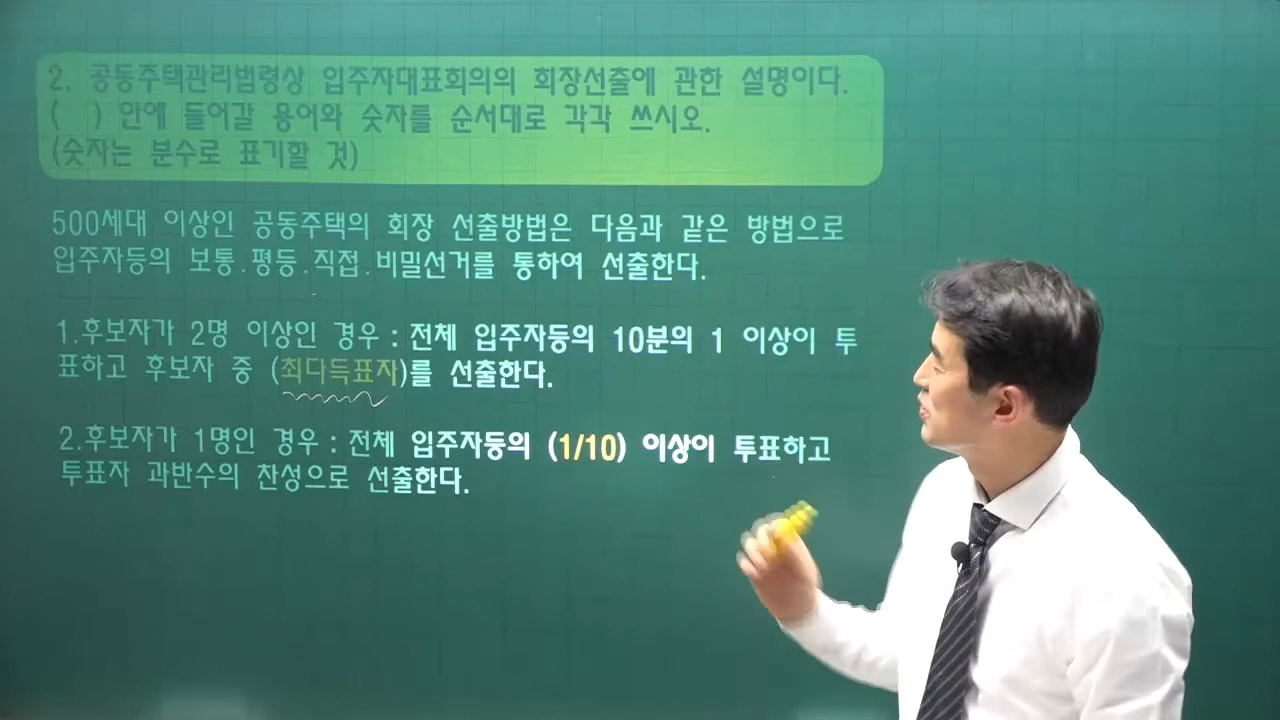 2. 공동주택관리법령상 입주자대표회의의 회장선출에 관한 설명이다.
(  ) 안에 들어갈 용어와 숫자를 순서대로 각각 쓰시오.
(숫자는 분수로 표기할 것)
500세대 이상인 공동주택의 회장 선출방법은 다음과 같은 방법으로
입주자등의 보통.평등.직접.비밀선거를 통하여 선출한다.
1.후보자가 2명 이상인 경우 : 전체 입주자등의 10분의 1 이상이 투
표하고 후보자 중 (최다득표자)를 선출한다.
2.후보자가 1명인 경우 : 전체 입주자등의 (1/10) 이상이 투표하고
투표자 과반수의 찬성으로 선출한다.